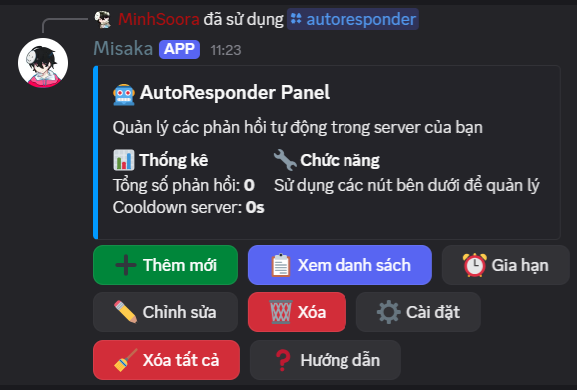 MinhSoora đã sử dụng autoresponder
Misaka APP 11:23
AutoResponder Panel
Quản lý các phản hồi tự động trong server của bạn
Thống kê
Tổng số phản hồi: 0
Cooldown server: 0s
Chức năng
Sử dụng các nút bên dưới để quản lý
Thêm mới
Xem danh sách
Gia hạn
Chỉnh sửa
Xóa
Cài đặt
Xóa tất cả
Hướng dẫn